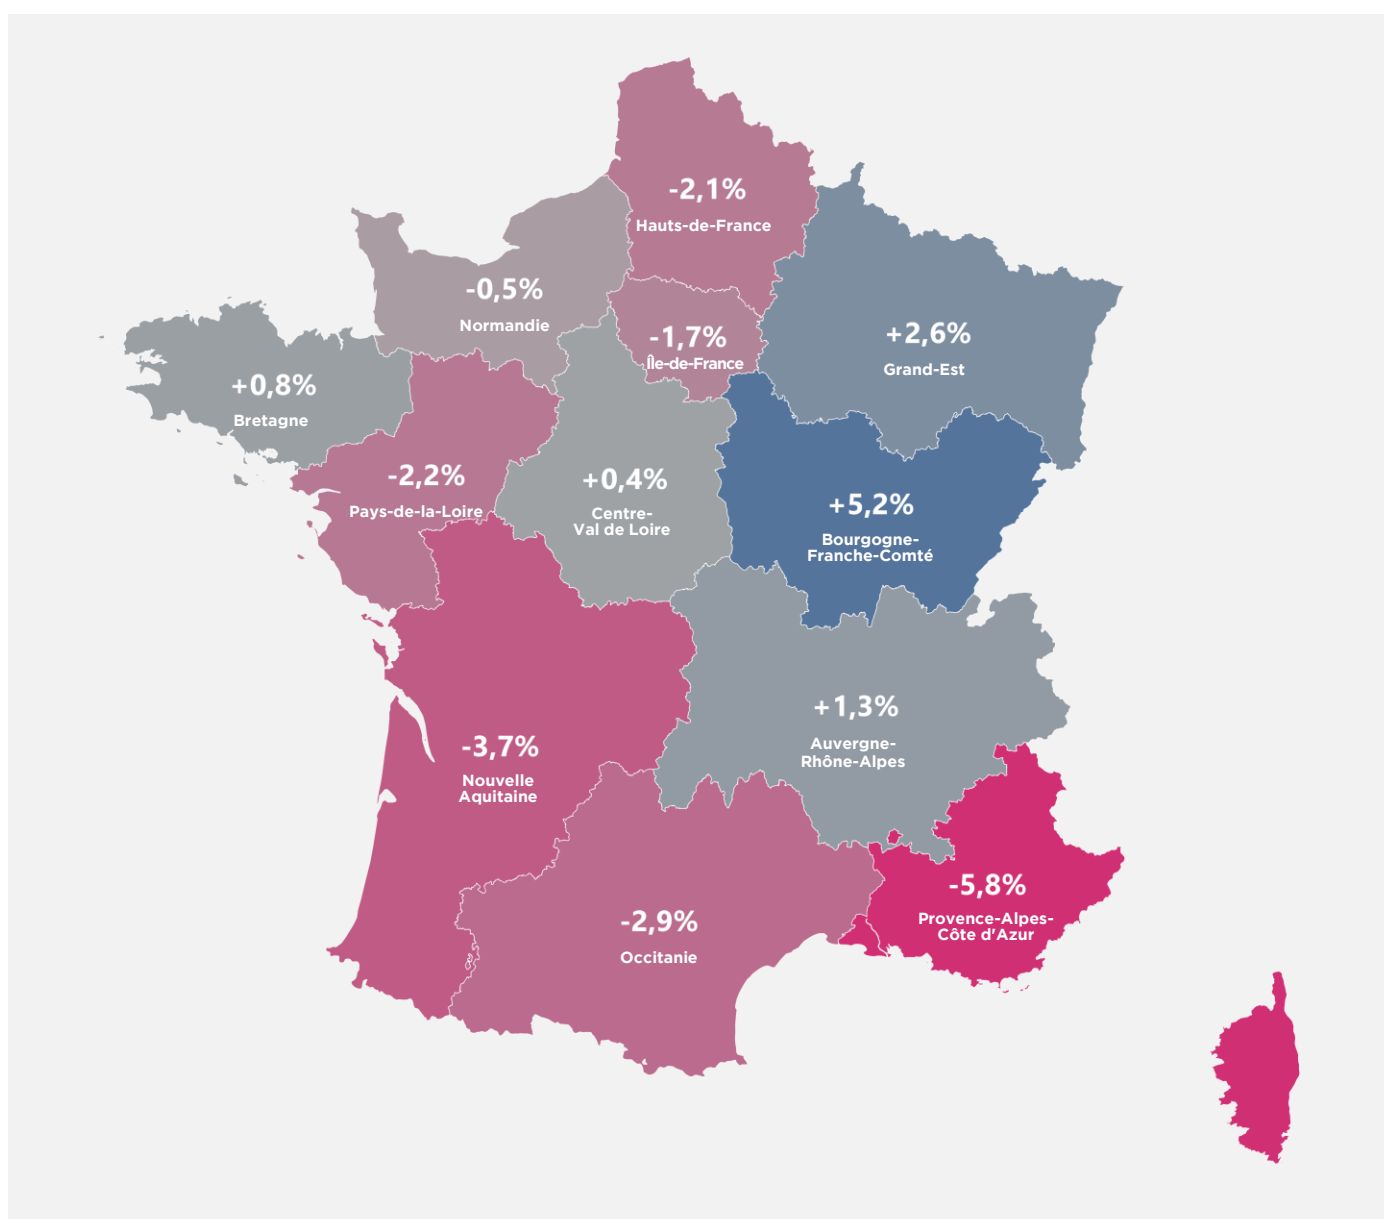 -2,1%
Hauts-de-France
-0,5%
Normandie
-1,7%
Île-de-France
+2,6%
Grand-Est
+0,8%
Bretagne
-2,2%
Pays-de-la-Loire
+0,4%
Centre-
Val de Loire
+5,2%
Bourgogne-
Franche-Comté
+1,3%
Auvergne-
Rhône-Alpes
-3,7%
Nouvelle
Aquitaine
-2,9%
Occitanie
-5,8%
Provence-Alpes-
Côte d'Azur